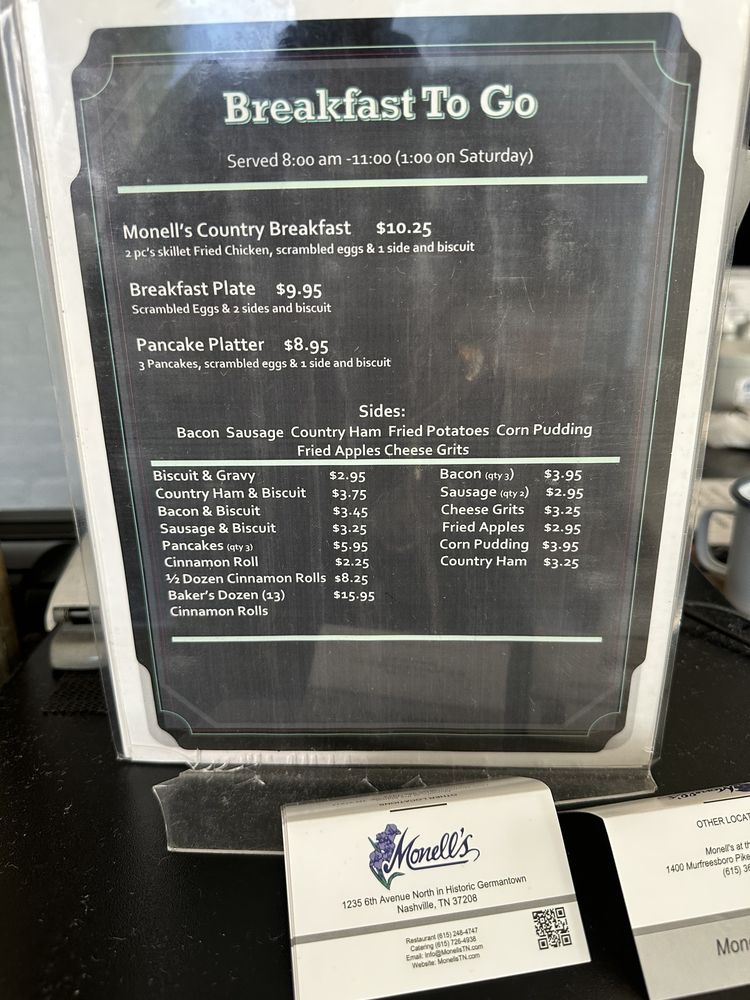 Breakfast To Go
Served 8:00 am -11:00 (1:00 on Saturday)
Monell's Country Breakfast $10.25
2 pc's skillet Fried Chicken, scrambled eggs & 1 side and biscuit
Breakfast Plate $9.95
Scrambled Eggs & 2 sides and biscuit
Pancake Platter $8.95
3 Pancakes, scrambled eggs & 1 side and biscuit
Sides:
Bacon Sausage Country Ham Fried Potatoes Corn Pudding
Fried Apples Cheese Grits
Biscuit & Gravy $2.95
Country Ham & Biscuit $3.75
Bacon & Biscuit $3.45
Sausage & Biscuit $3.25
Pancakes (qty 3) $5.95
Cinnamon Roll $2.25
½ Dozen Cinnamon Rolls $8.25
Baker's Dozen (13) $15.95
Cinnamon Rolls
Bacon (qty 3) $3.95
Sausage (qty 2) $2.95
Cheese Grits $3.25
Fried Apples $2.95
Corn Pudding $3.95
Country Ham $3.25
OTHER LOCATIONS
Monell's
1235 6th Avenue North in Historic Germantown
Nashville, TN 37208
Restaurant (615) 248-4747
Catering (615) 726-4938
Email: Info@MonellsTN.com
Website: MonellsTN.com
Monell's
OTHER LOCAT
Monell's at th
1400 Murfreesboro Pike
(615) 36
Mon